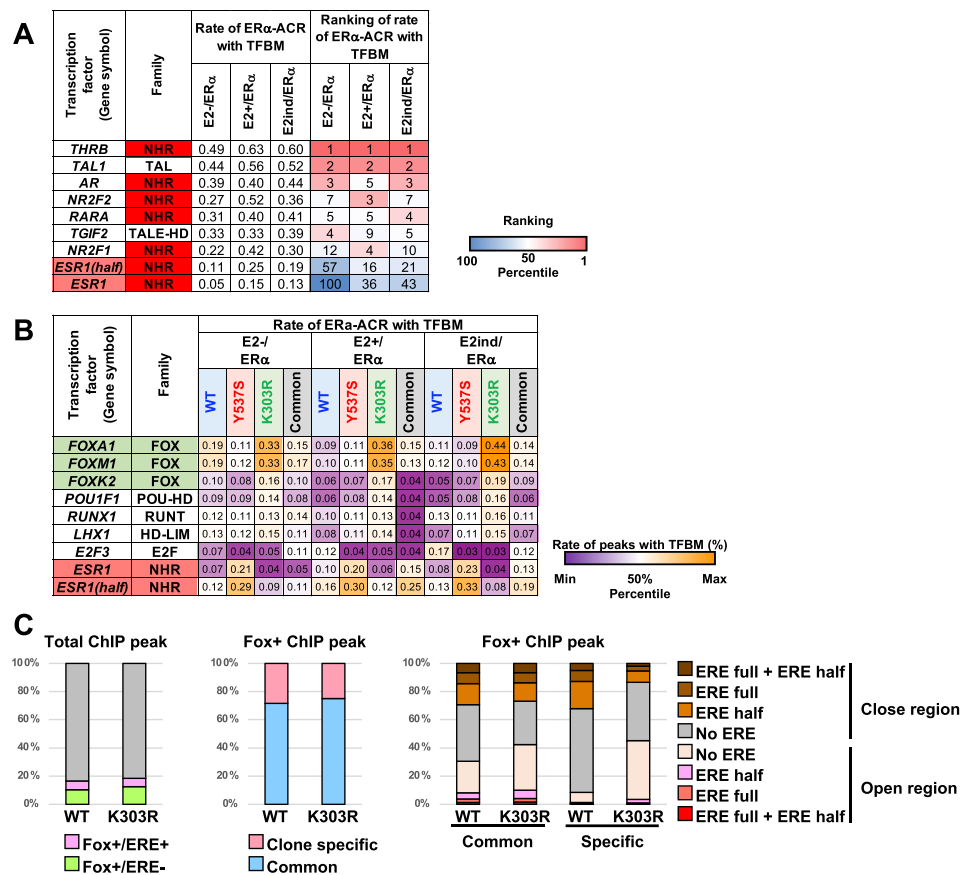 A
Transcription factor (Gene symbol)
Family
Rate of ERα-ACR with TFBM
Ranking of rate of ERα-ACR with TFBM
E2-/ERα E2+/ERα E2ind/ERα E2-/ERα E2+/ERα E2ind/ERα
THRB NHR 0.49 0.63 0.60 1 1 1
TAL1 TAL 0.44 0.56 0.52 2 2 2
AR NHR 0.39 0.40 0.44 3 5 3
NR2F2 NHR 0.27 0.52 0.36 7 3 7
RARA NHR 0.31 0.40 0.41 5 5 4
TGIF2 TALE-HD 0.33 0.33 0.39 4 9 5
NR2F1 NHR 0.22 0.42 0.30 12 4 10
ESR1(half) NHR 0.11 0.25 0.19 57 16 21
ESR1 NHR 0.05 0.15 0.13 100 36 43
Ranking
100 50 1
Percentile
B
Transcription factor (Gene symbol)
Family
Rate of ERa-ACR with TFBM
E2-/ ERα
E2+/ ERα
E2ind/ ERα
WT Y537S K303R Common WT Y537S K303R Common WT Y537S K303R Common
FOXA1 FOX 0.19 0.11 0.33 0.15 0.09 0.11 0.36 0.15 0.11 0.09 0.44 0.14
FOXM1 FOX 0.19 0.12 0.33 0.17 0.10 0.11 0.35 0.13 0.12 0.10 0.43 0.14
FOXK2 FOX 0.10 0.08 0.16 0.10 0.06 0.07 0.17 0.04 0.05 0.07 0.19 0.09
POU1F1 POU-HD 0.09 0.09 0.14 0.08 0.06 0.08 0.14 0.04 0.05 0.08 0.16 0.06
RUNX1 RUNT 0.12 0.11 0.13 0.14 0.10 0.11 0.10 0.04 0.13 0.11 0.16 0.11
LHX1 HD-LIM 0.13 0.12 0.15 0.11 0.08 0.11 0.14 0.04 0.07 0.11 0.15 0.07
E2F3 E2F 0.07 0.04 0.05 0.11 0.12 0.04 0.05 0.04 0.17 0.03 0.03 0.12
ESR1 NHR 0.07 0.21 0.04 0.05 0.10 0.20 0.06 0.15 0.08 0.23 0.04 0.13
ESR1(half) NHR 0.12 0.29 0.09 0.11 0.16 0.30 0.12 0.25 0.13 0.33 0.08 0.19
Rate of peaks with TFBM (%)
Min 50% Max
Percentile
C
Total ChIP peak
100%
80%
60%
40%
20%
0%
WT K303R
Fox+/ERE+
Fox+/ERE-
Fox+ ChIP peak
100%
80%
60%
40%
20%
0%
WT K303R
Clone specific
Common
Fox+ ChIP peak
100%
80%
60%
40%
20%
0%
WT K303R WT K303R
Common Specific
ERE full + ERE half
ERE full
ERE half
No ERE
Close region
No ERE
ERE half
ERE full
ERE full + ERE half
Open region